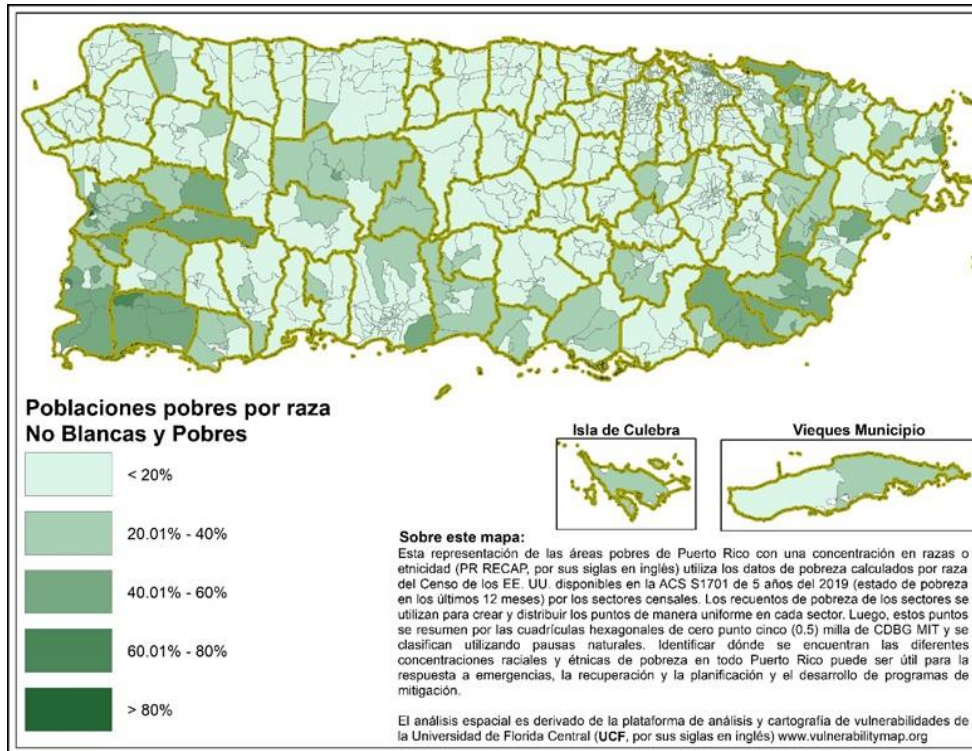 Poblaciones pobres por raza
No Blancas y Pobres
< 20%
20.01% - 40%
40.01% - 60%
60.01% - 80%
> 80%
Isla de Culebra
Vieques Municipio
Sobre este mapa:
Esta representación de las áreas pobres de Puerto Rico con una concentración en razas o
etnicidad (PR RECAP, por sus siglas en inglés) utiliza los datos de pobreza calculados por raza
del Censo de los EE. UU. disponibles en la ACS S1701 de 5 años del 2019 (estado de pobreza
en los últimos 12 meses) por los sectores censales. Los recuentos de pobreza de los sectores se
utilizan para crear y distribuir los puntos de manera uniforme en cada sector. Luego, estos puntos
se resumen por las cuadrículas hexagonales de cero punto cinco (0.5) milla de CDBG MIT y se
clasifican utilizando pausas naturales. Identificar dónde se encuentran las diferentes
concentraciones raciales y étnicas de pobreza en todo Puerto Rico puede ser útil para la
respuesta a emergencias, la recuperación y la planificación y el desarrollo de programas de
mitigación.
El análisis espacial es derivado de la plataforma de análisis y cartografía de vulnerabilidades de
la Universidad de Florida Central (UCF, por sus siglas en inglés) www.vulnerabilitymap.org